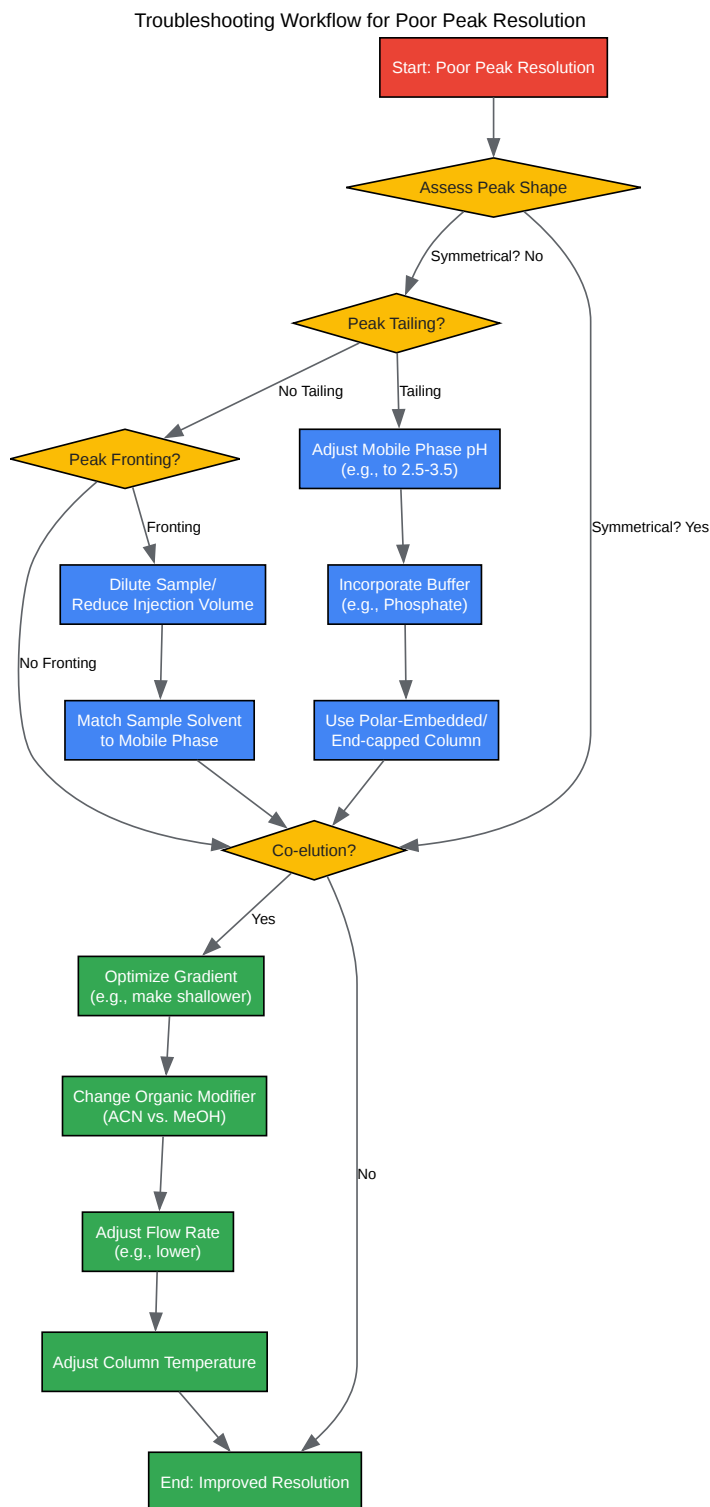 Troubleshooting Workflow for Poor Peak Resolution
Start: Poor Peak Resolution
Assess Peak Shape
Symmetrical? No
Peak Tailing?
No Tailing
Tailing
Peak Fronting?
Adjust Mobile Phase pH
(e.g., to 2.5-3.5)
Fronting
Symmetrical? Yes
Dilute Sample/
Reduce Injection Volume
Incorporate Buffer
(e.g., Phosphate)
No Fronting
Match Sample Solvent
to Mobile Phase
Use Polar-Embedded/
End-capped Column
Co-elution?
Yes
Optimize Gradient
(e.g., make shallower)
Change Organic Modifier
(ACN vs. MeOH)
No
Adjust Flow Rate
(e.g., lower)
Adjust Column Temperature
End: Improved Resolution